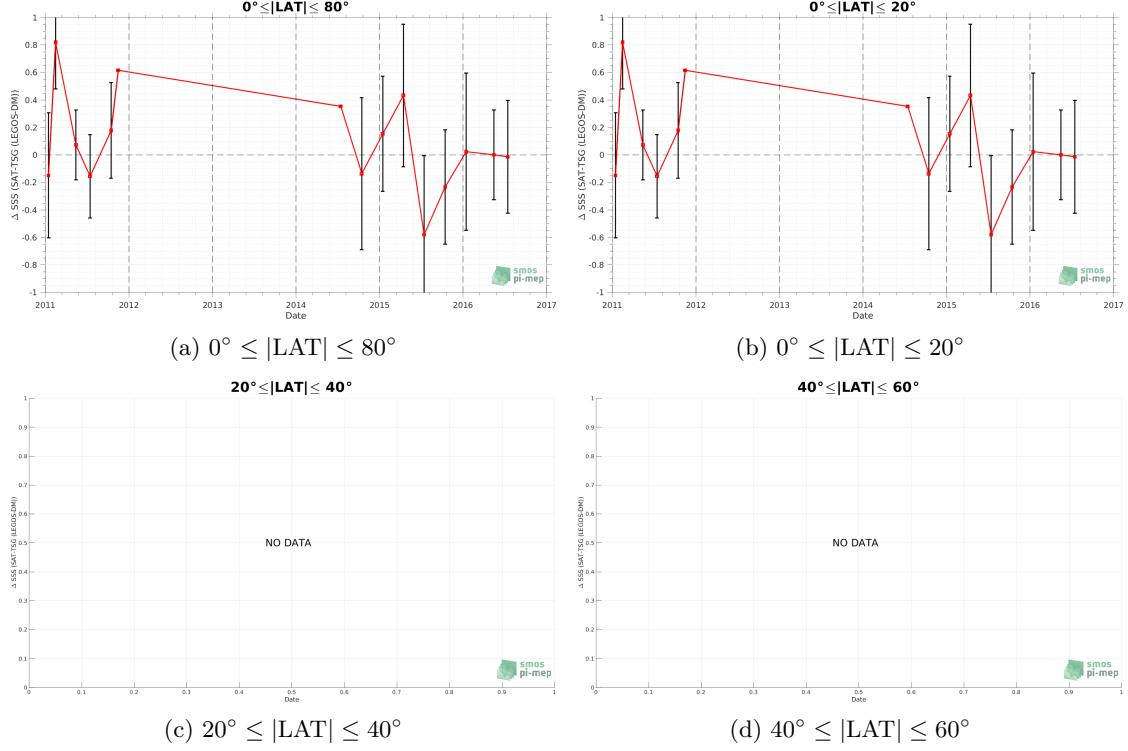 0°≤|LAT|≤ 80°
1
0.8
0.6
0.4
0.2
0
-0.2
-0.4
-0.6
-0.8
-1
Δ SSS (SAT-TSG (LEGOS-DM))
2011 2012 2013 2014 2015 2016 2017
Date
smos
pi-mep
(a) 0° ≤ |LAT| ≤ 80°
0°≤|LAT|≤ 20°
1
0.8
0.6
0.4
0.2
0
-0.2
-0.4
-0.6
-0.8
-1
Δ SSS (SAT-TSG (LEGOS-DM))
2011 2012 2013 2014 2015 2016 2017
Date
smos
pi-mep
(b) 0° ≤ |LAT| ≤ 20°
20°≤|LAT|≤ 40°
1
0.9
0.8
0.7
0.6
0.5
0.4
0.3
0.2
0.1
0
Δ SSS (SAT-TSG (LEGOS-DM))
NO DATA
0 0.1 0.2 0.3 0.4 0.5 0.6 0.7 0.8 0.9 1
Date
smos
pi-mep
(c) 20° ≤ |LAT| ≤ 40°
40°≤|LAT|≤ 60°
1
0.9
0.8
0.7
0.6
0.5
0.4
0.3
0.2
0.1
0
Δ SSS (SAT-TSG (LEGOS-DM))
NO DATA
0 0.1 0.2 0.3 0.4 0.5 0.6 0.7 0.8 0.9 1
Date
smos
pi-mep
(d) 40° ≤ |LAT| ≤ 60°